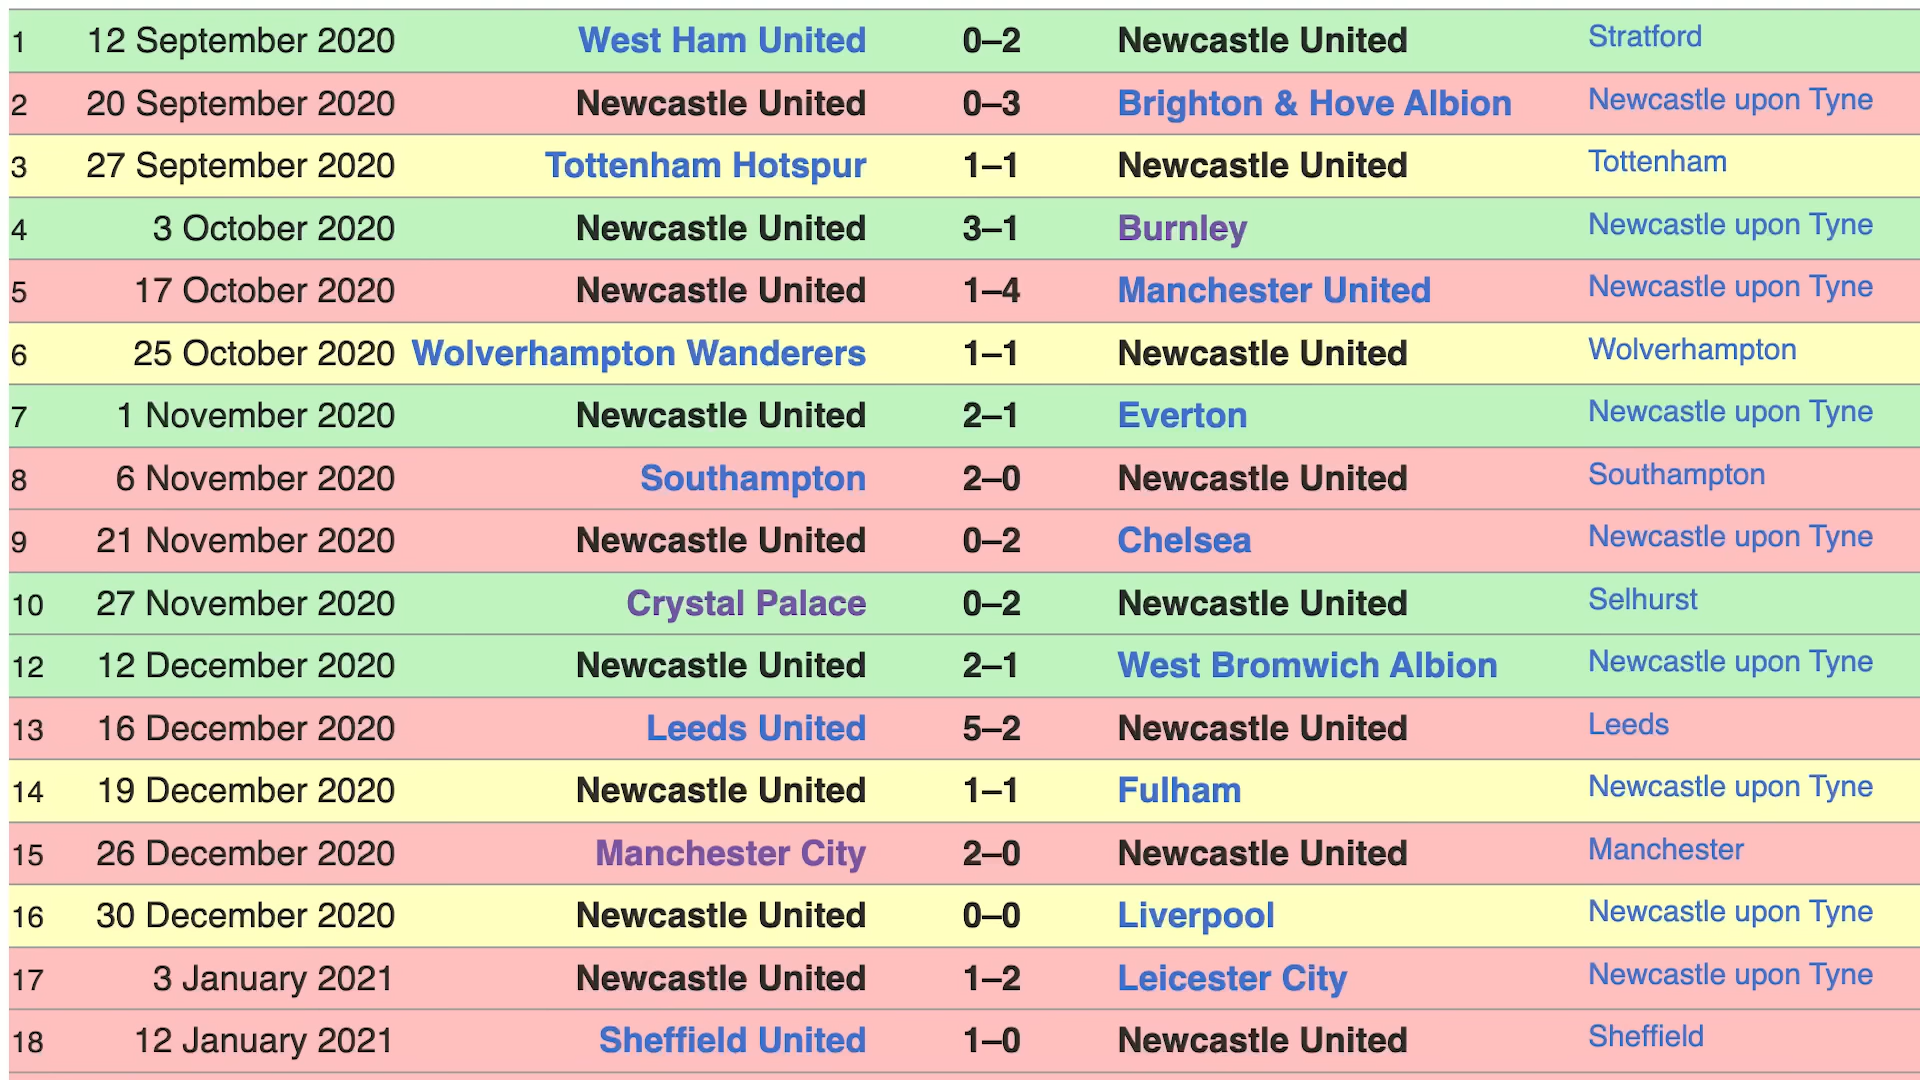 1 12 September 2020 West Ham United 0–2 Newcastle United Stratford
2 20 September 2020 Newcastle United 0–3 Brighton & Hove Albion Newcastle upon Tyne
3 27 September 2020 Tottenham Hotspur 1–1 Newcastle United Tottenham
4 3 October 2020 Newcastle United 3–1 Burnley Newcastle upon Tyne
5 17 October 2020 Newcastle United 1–4 Manchester United Newcastle upon Tyne
6 25 October 2020 Wolverhampton Wanderers 1–1 Newcastle United Wolverhampton
7 1 November 2020 Newcastle United 2–1 Everton Newcastle upon Tyne
8 6 November 2020 Southampton 2–0 Newcastle United Southampton
9 21 November 2020 Newcastle United 0–2 Chelsea Newcastle upon Tyne
10 27 November 2020 Crystal Palace 0–2 Newcastle United Selhurst
12 12 December 2020 Newcastle United 2–1 West Bromwich Albion Newcastle upon Tyne
13 16 December 2020 Leeds United 5–2 Newcastle United Leeds
14 19 December 2020 Newcastle United 1–1 Fulham Newcastle upon Tyne
15 26 December 2020 Manchester City 2–0 Newcastle United Manchester
16 30 December 2020 Newcastle United 0–0 Liverpool Newcastle upon Tyne
17 3 January 2021 Newcastle United 1–2 Leicester City Newcastle upon Tyne
18 12 January 2021 Sheffield United 1–0 Newcastle United Sheffield